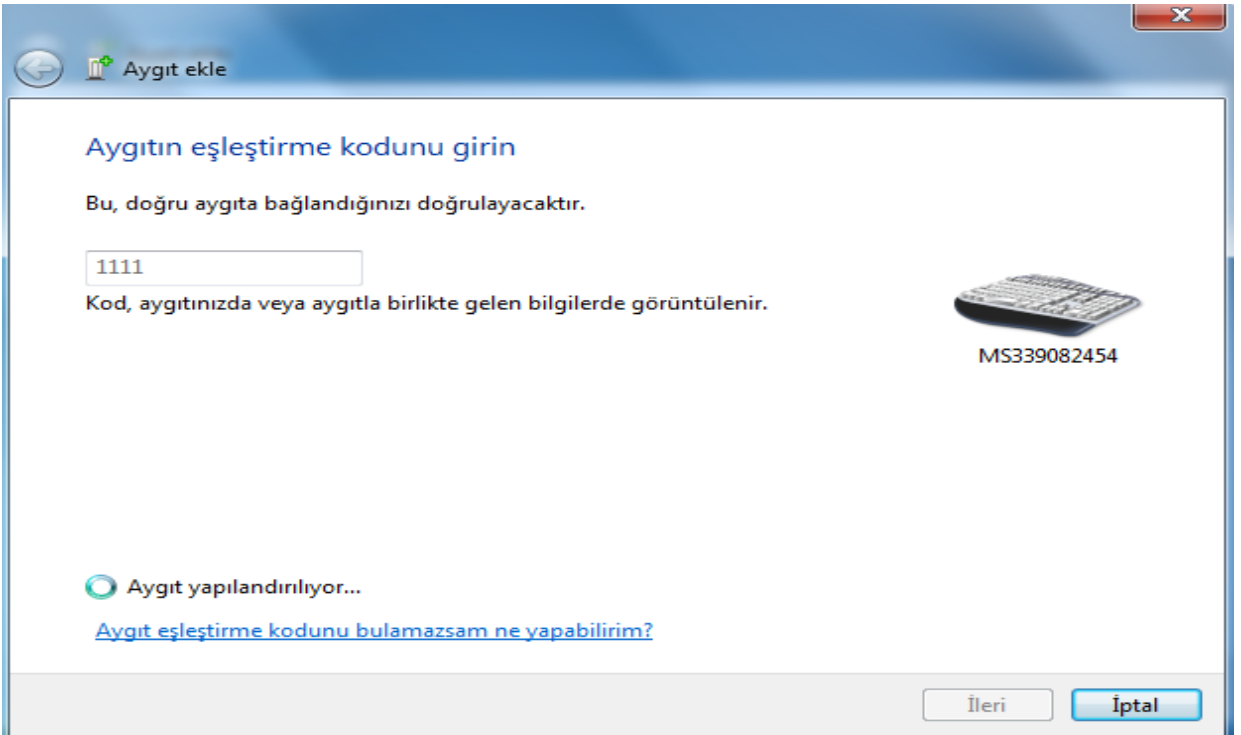 Aygıt ekle
Aygıtın eşleştirme kodunu girin
Bu, doğru aygıta bağlandığınızı doğrulayacaktır.
1111
Kod, aygıtınızda veya aygıtla birlikte gelen bilgilerde görüntülenir.
MS339082454
Aygıt yapılandırılıyor...
Aygıt eşleştirme kodunu bulamazsam ne yapabilirim?
İleri
İptal